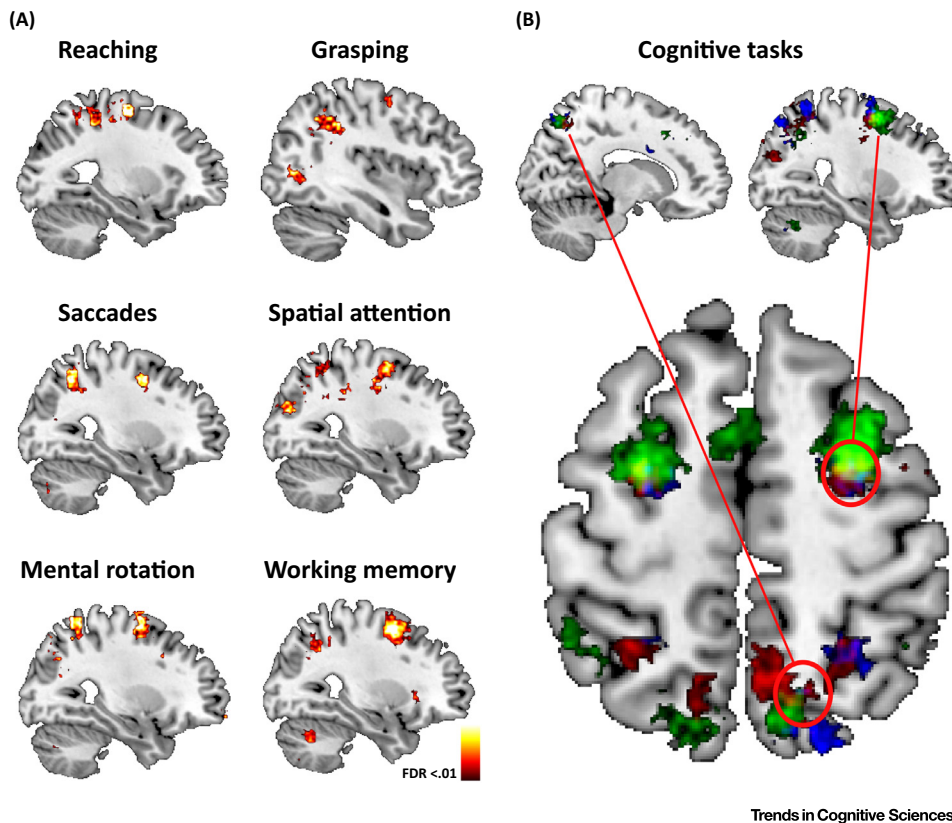 (A)
(B)
Reaching
Grasping
Cognitive tasks
Saccades
Spatial attention
Mental rotation
Working memory
FDR <.01
Trends in Cognitive Sciences